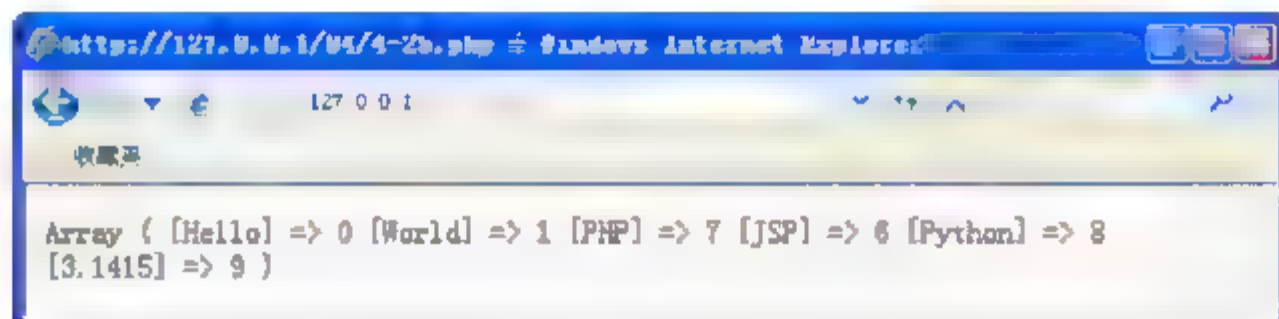 http://127.0.0.1/04/4-2b.php - Windows Internet Explorer
127 0 0 1
收藏夹
Array ( [Hello] => 0 [World] => 1 [PHP] => 7 [JSP] => 6 [Python] => 8
[3.1415] => 9 )